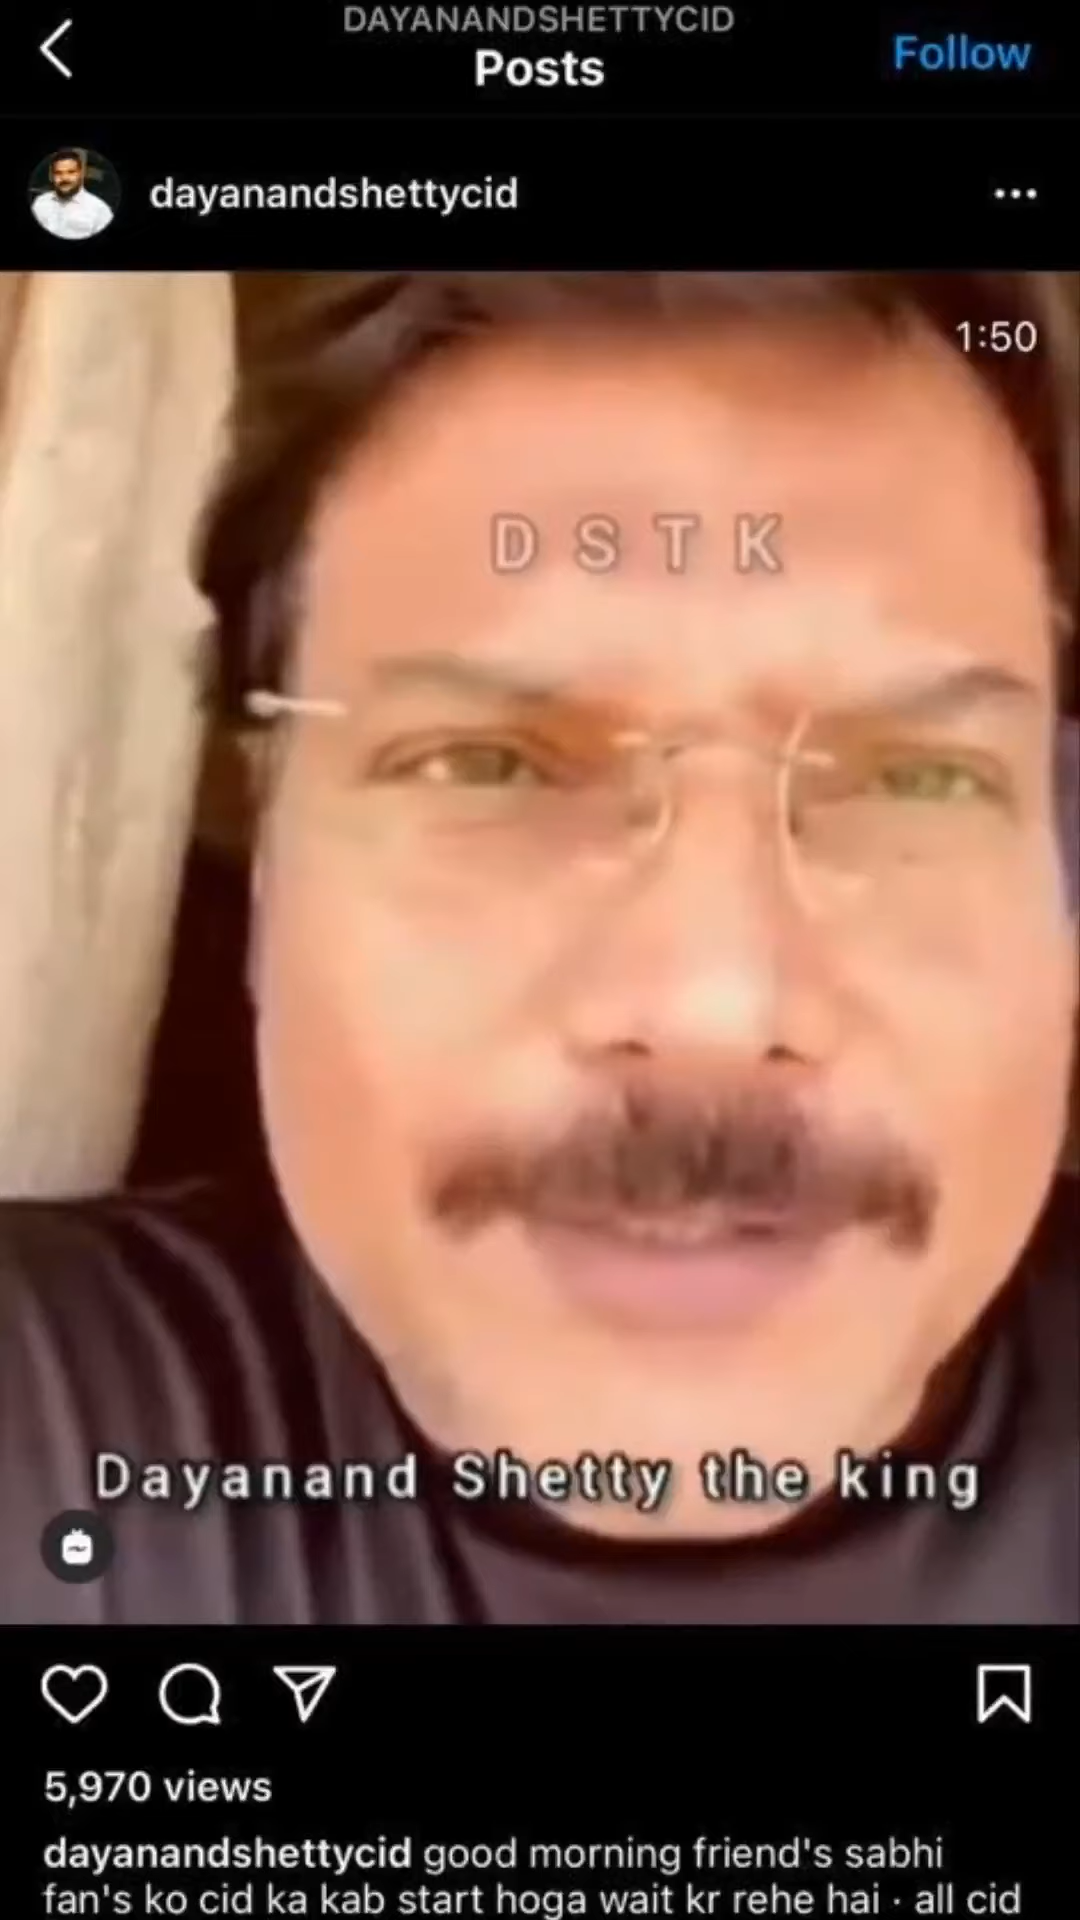 DAYANANDSHETTYCID
Posts
Follow
dayanandshettycid
1:50
D S T K
Dayanand Shetty the king
5,970 views
dayanandshettycid good morning friend's sabhi
fan's ko cid ka kab start hoga wait kr rehe hai · all cid